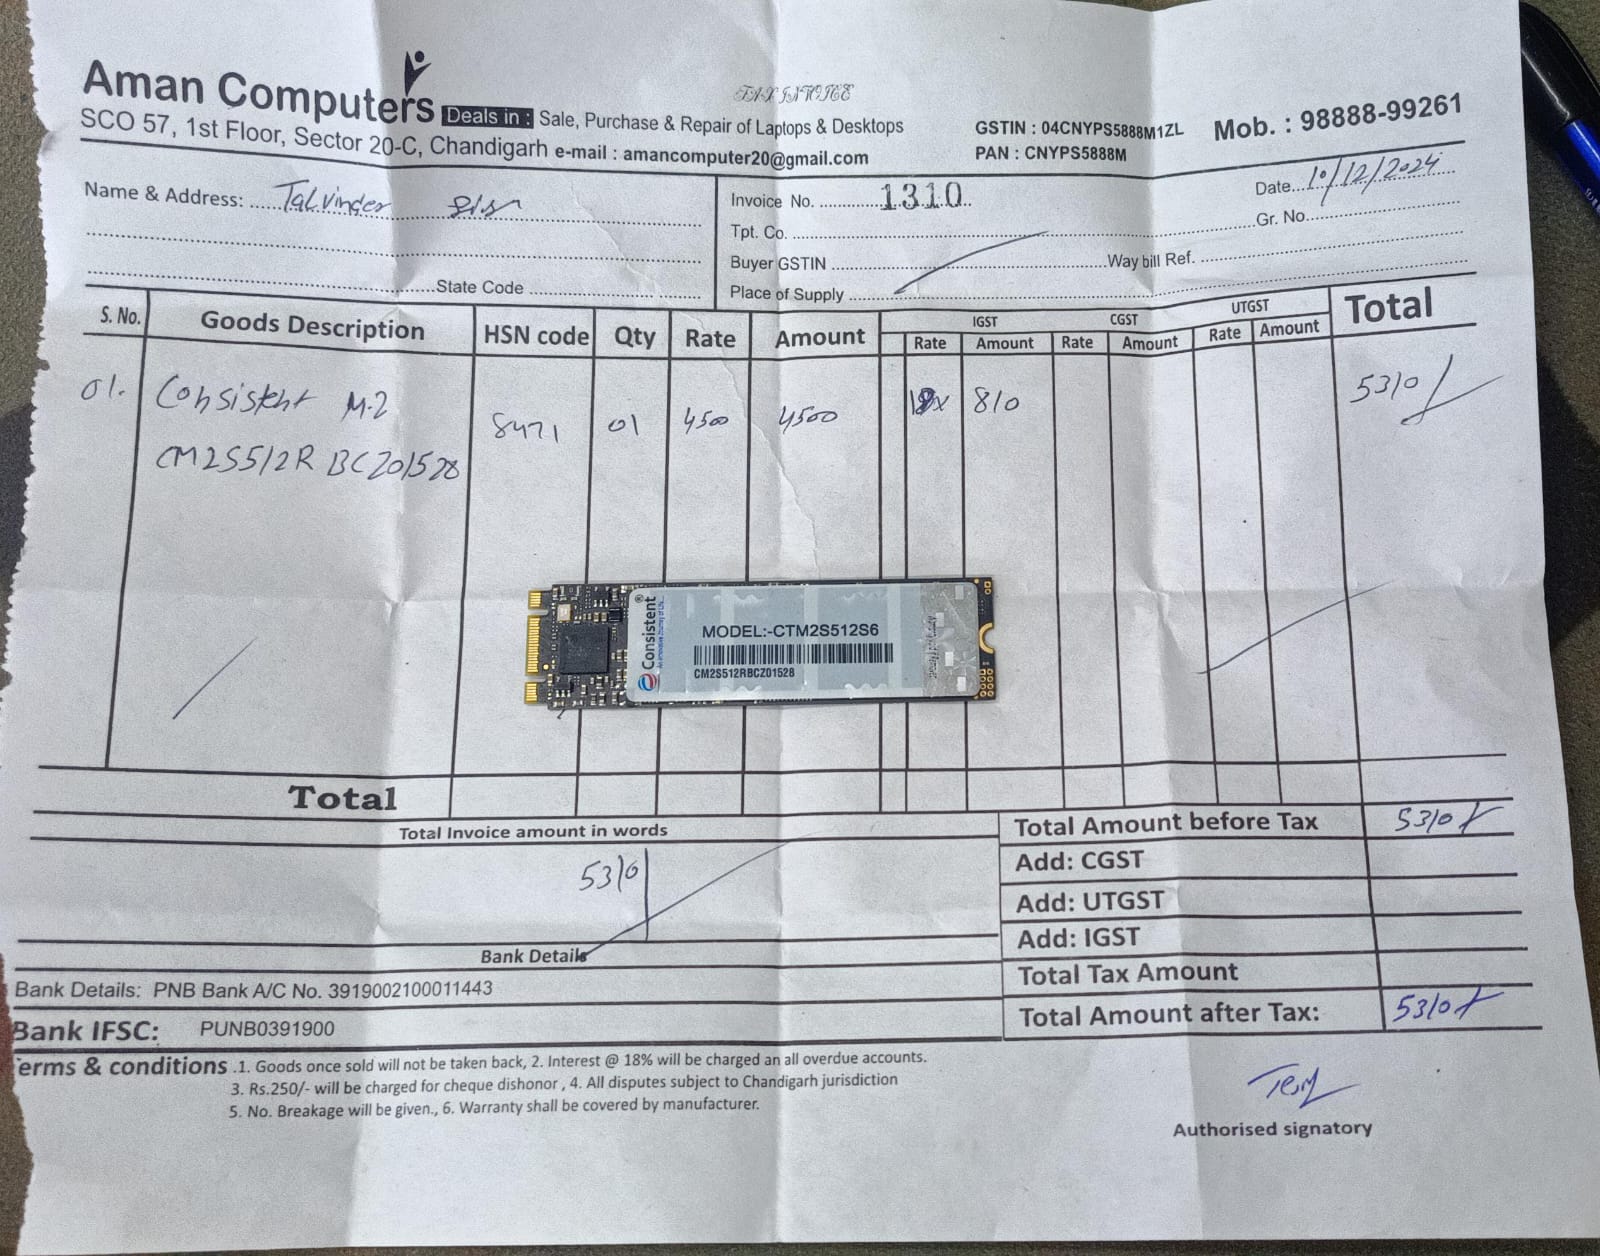 TAX INVOICE
Aman Computers Deals in : Sale, Purchase & Repair of Laptops & Desktops
SCO 57, 1st Floor, Sector 20-C, Chandigarh e-mail : amancomputer20@gmail.com
GSTIN : 04CNYPS5888M1ZL
PAN : CNYPS5888M
Mob. : 98888-99261
Name & Address: Talvinder
State Code
Invoice No. 1310
Date 10/12/2024
Tpt. Co.
Gr. No.
Buyer GSTIN
Way bill Ref.
Place of Supply
S. No. Goods Description HSN code Qty Rate Amount IGST CGST UTGST Total
Rate Amount Rate Amount Rate Amount
01. Consistent M.2 8471 01 4500 4500 810 5310/
CM2S512RBCZ01528
Consistent®
MODEL:-CTM2S512S6
CM2S512RBCZ01528
Total
Total Invoice amount in words
5310
Total Amount before Tax 5310/
Add: CGST
Add: UTGST
Add: IGST
Total Tax Amount
Total Amount after Tax: 5310/
Bank Details
Bank Details: PNB Bank A/C No. 3919002100011443
Bank IFSC: PUNB0391900
erms & conditions .1. Goods once sold will not be taken back, 2. Interest @ 18% will be charged an all overdue accounts.
3. Rs.250/- will be charged for cheque dishonor , 4. All disputes subject to Chandigarh jurisdiction
5. No. Breakage will be given., 6. Warranty shall be covered by manufacturer.
Authorised signatory